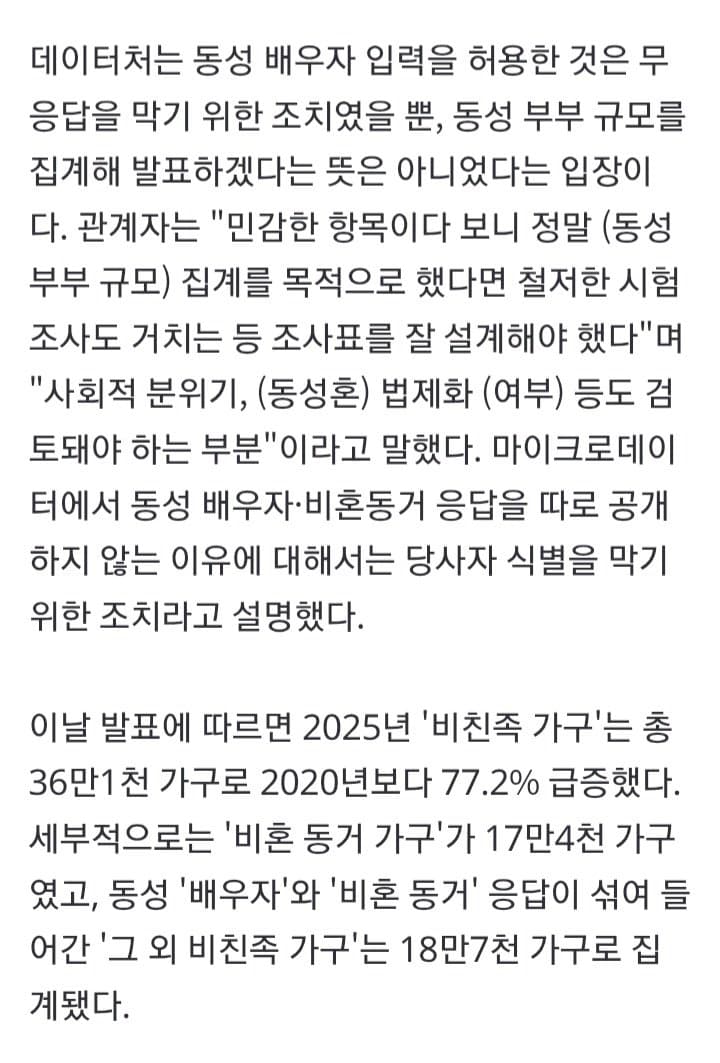 데이터처는 동성 배우자 입력을 허용한 것은 무
응답을 막기 위한 조치였을 뿐, 동성 부부 규모를
집계해 발표하겠다는 뜻은 아니었다는 입장이
다. 관계자는 "민감한 항목이다 보니 정말 (동성
부부 규모) 집계를 목적으로 했다면 철저한 시험
조사도 거치는 등 조사표를 잘 설계해야 했다"며
"사회적 분위기, (동성혼) 법제화 (여부) 등도 검
토돼야 하는 부분"이라고 말했다. 마이크로데이
터에서 동성 배우자·비혼동거 응답을 따로 공개
하지 않는 이유에 대해서는 당사자 식별을 막기
위한 조치라고 설명했다.
이날 발표에 따르면 2025년 '비친족 가구'는 총
36만1천 가구로 2020년보다 77.2% 급증했다.
세부적으로는 '비혼 동거 가구'가 17만4천 가구
였고, 동성 '배우자'와 '비혼 동거' 응답이 섞여 들
어간 '그 외 비친족 가구'는 18만7천 가구로 집
계됐다.